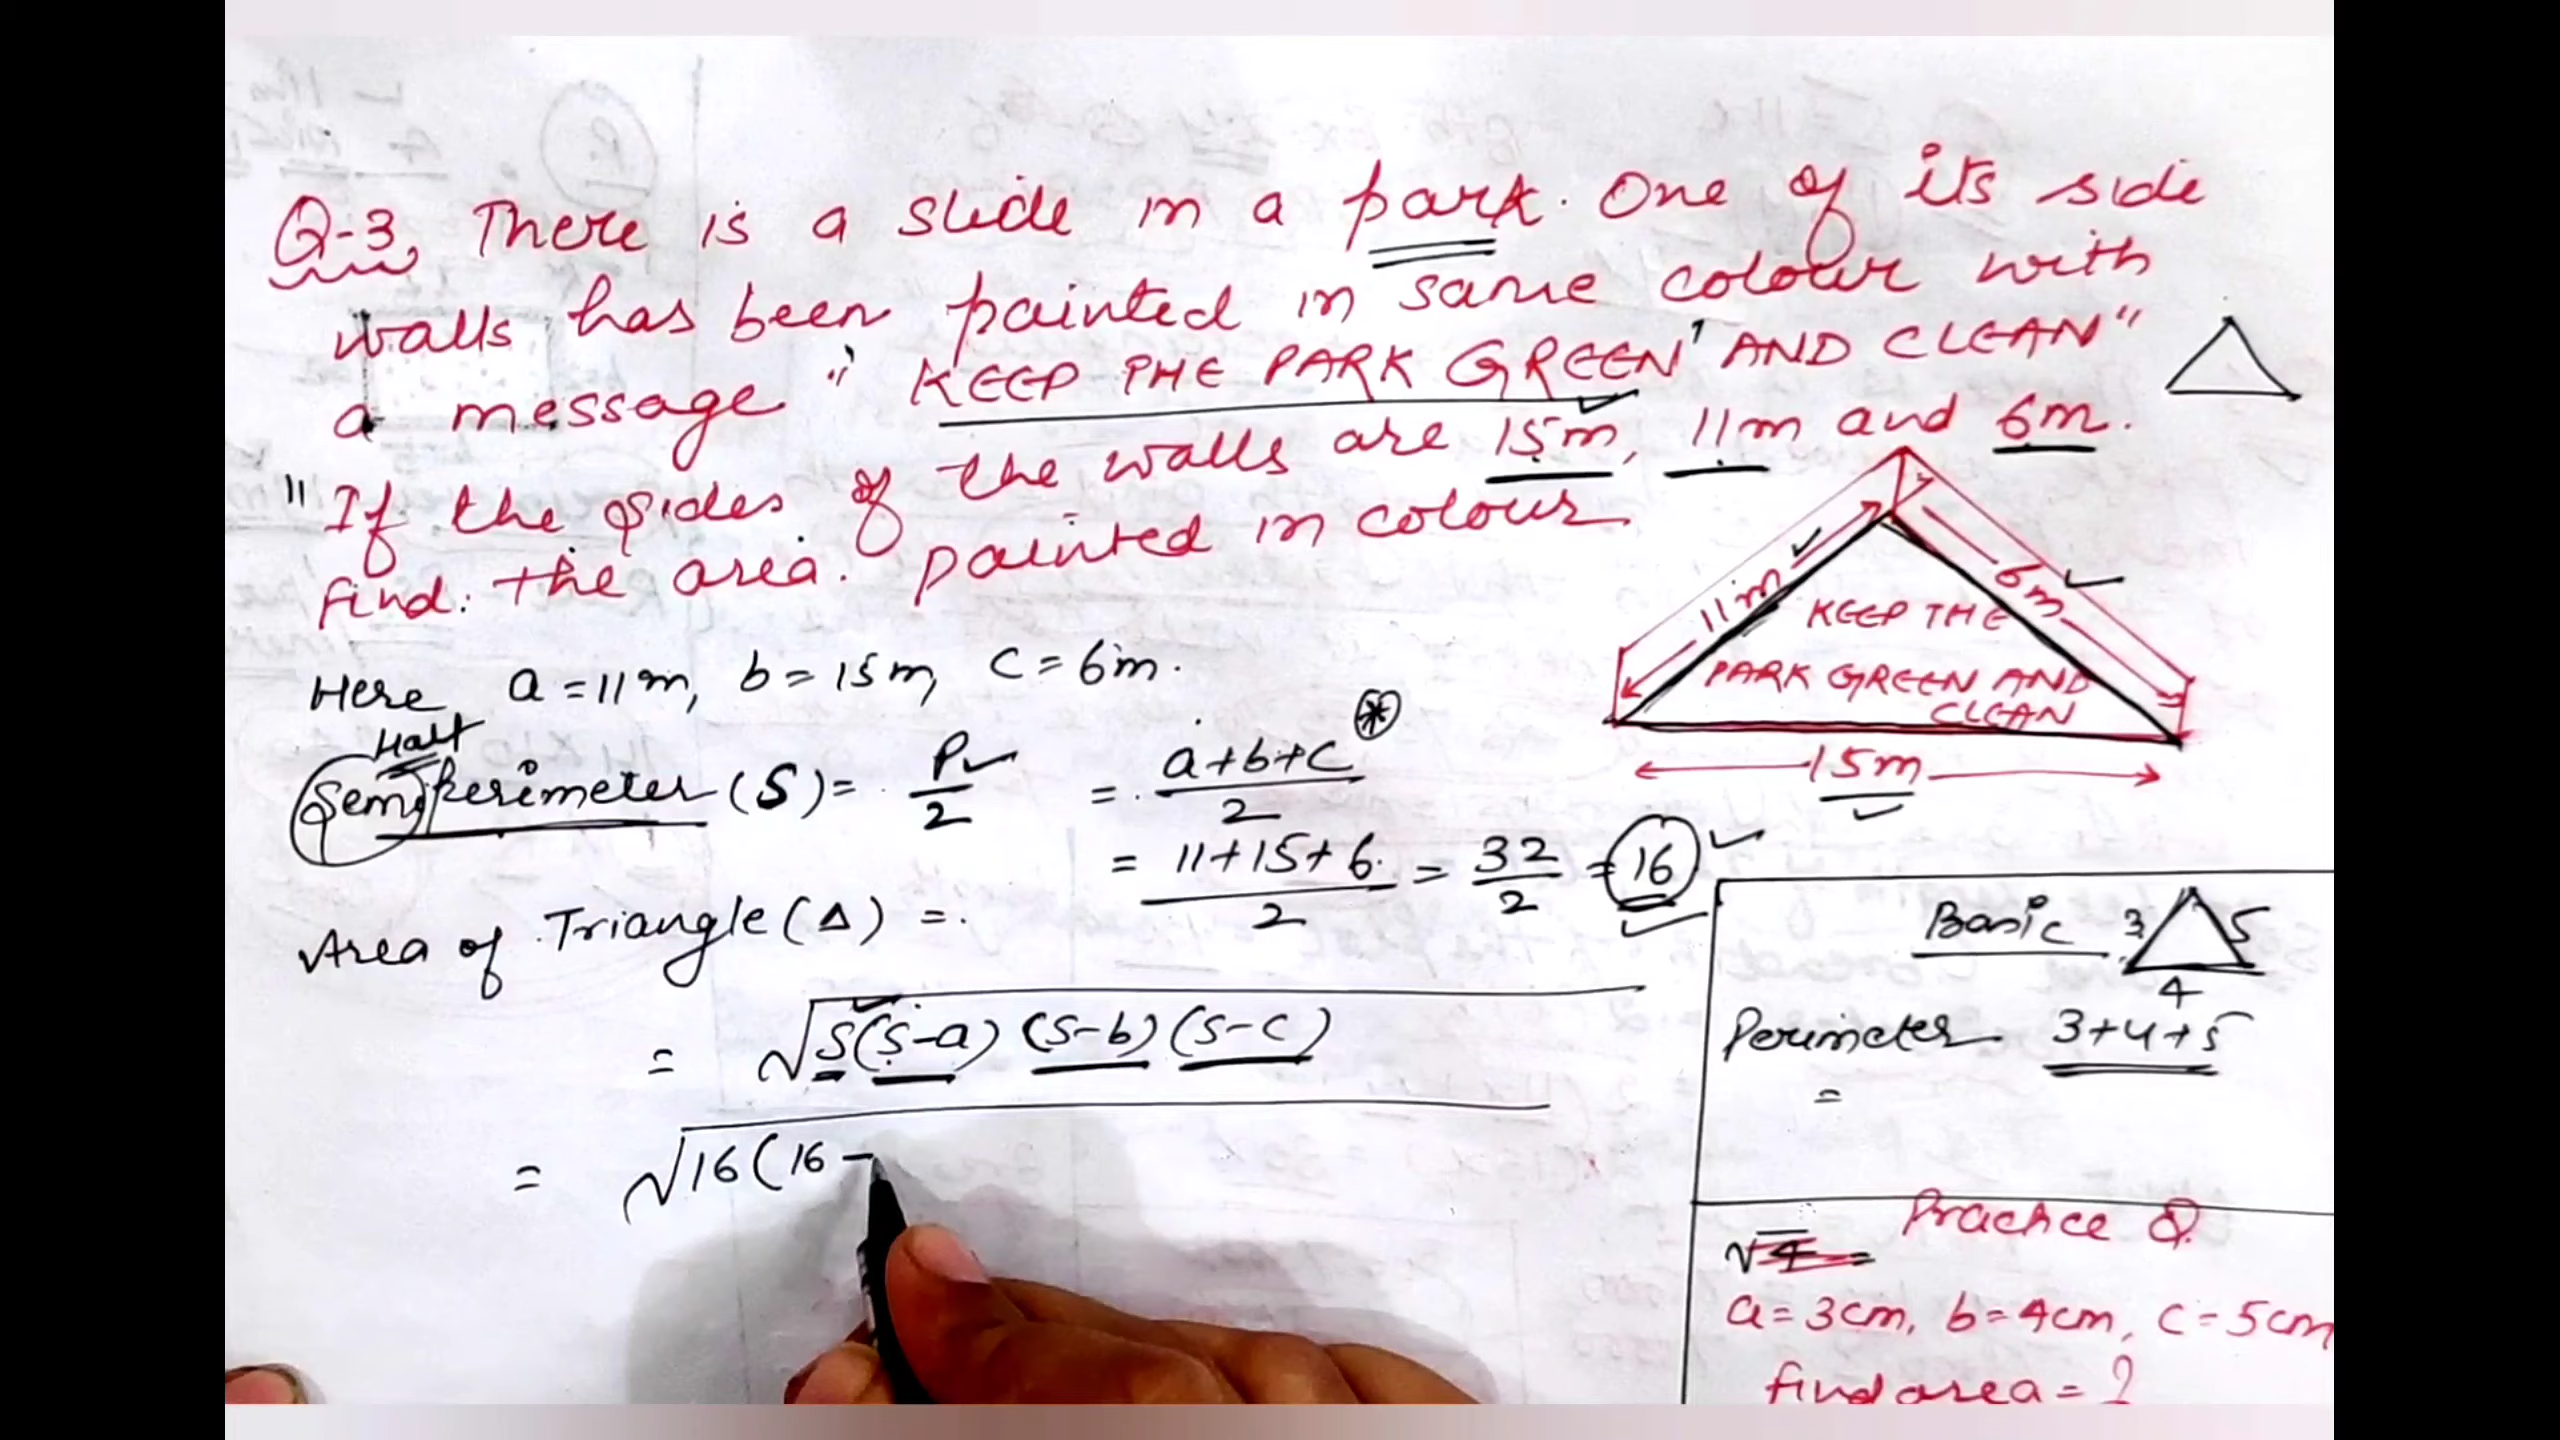 Q-3, There is a slide in a park. One of its side
walls has been painted in same colour with
a message " KEEP THE PARK GREEN AND CLEAN"
" If the sides of the walls are 15m, 11m and 6m.
find. the area. painted in colour
11m
6m
KEEP THE
PARK GREEN AND
CLEAN
15m
Here a = 11m, b = 15m, c = 6m.
Half
Semi perimeter (S) = P/2 = a+b+c/2
= 11+15+6/2 = 32/2 = 16
Area of Triangle (Δ) =
= √S(S-a) (S-b) (S-c)
= √16(16 -
Basic
3
5
4
Perimeter 3+4+5
=
Practice Q.
√4 =
a = 3cm, b = 4cm, c = 5cm
find area = ?